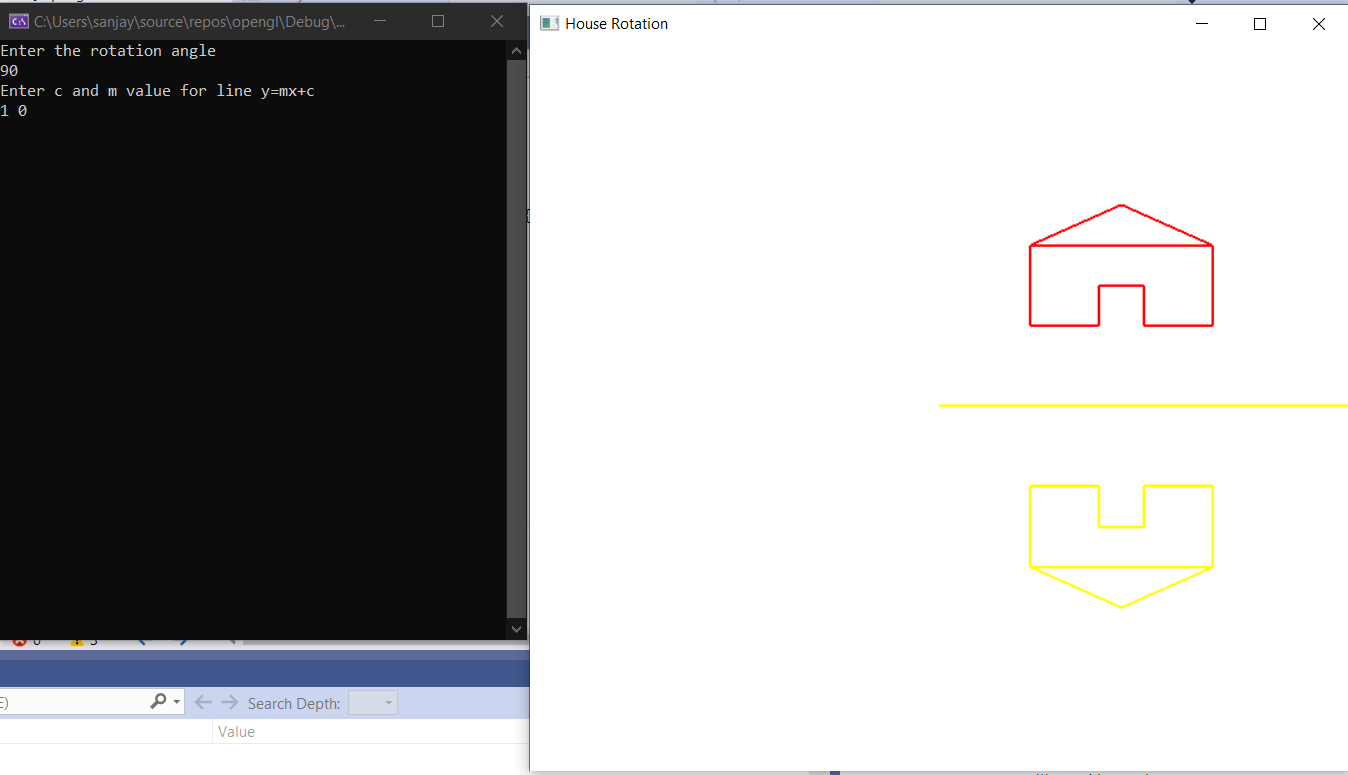 C:\Users\sanjay\source\repos\opengl\Debug\...
Enter the rotation angle
90
Enter c and m value for line y=mx+c
1 0
House Rotation
Search Depth:
Value